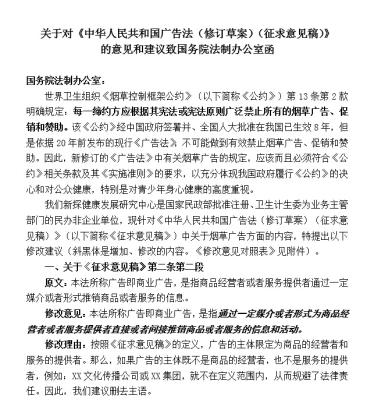 关于对《中华人民共和国广告法（修订草案）（征求意见稿）》
的意见和建议致国务院法制办公室函
国务院法制办公室：
世界卫生组织《烟草控制框架公约》（以下简称《公约》）第 13 条第 2 款
明确规定：每一缔约方应根据其宪法或宪法原则广泛禁止所有的烟草广告、促
销和赞助。该《公约》经中国政府签署并、全国人大批准在我国已生效 8 年，但
是依据 20 年前发布的现行《广告法》，不可能做到有效禁止烟草广告、促销和赞
助。因此，新修订的《广告法》中有关烟草广告的规定，应该而且必须符合《公
约》相关条款及其《实施准则》的要求，以充分体现我国政府履行《公约》的决
心和对公众健康，特别是对青少年身心健康的高度重视。
我们新探健康发展研究中心是国家民政部批准注册、卫生计生委为业务主管
部门的民办非企业单位，现针对《中华人民共和国广告法（修订草案）（征求意
见稿）》（以下简称《征求意见稿》）中关于烟草广告方面的内容，特提出以下
修改建议（斜黑体是增加、修改的内容。《修改意见对照表》见附件）。
一、关于《征求意见稿》第二条第二段
原文：本法所称广告即商业广告，是指商品经营者或者服务提供者通过一定
媒介或者形式推销商品或者服务的信息。
修改意见：本法所称广告即商业广告，是指通过一定媒介或者形式为商品经
营者或者服务提供者直接或者间接推销商品或者服务的信息和活动。
修改理由：按照《征求意见稿》的定义，广告的主体限定为商品的经营者和
服务的提供者。那么，如果广告的主体既不是商品的经营者，也不是服务的提供
者，例如：XX 文化传播公司或 XX 集团，就不在定义范围内，从而规避了法律责
任。因此，我们建议删去主语。